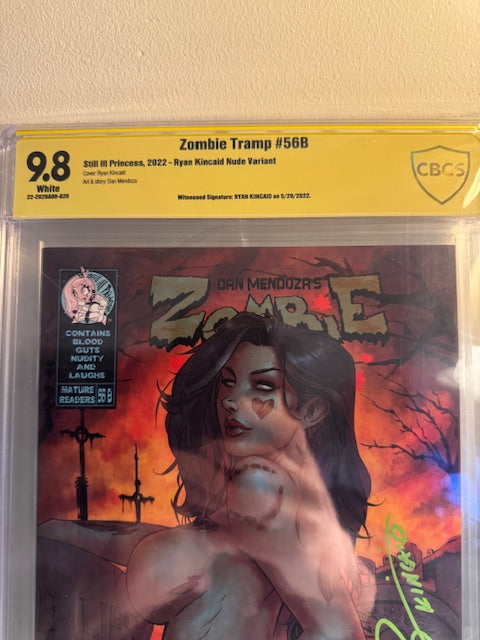 Zombie Tramp #56B
9.8
White
22-2620A00-020
Still Ill Princess, 2022 - Ryan Kincaid Nude Variant
Cover: Ryan Kincaid
Art & story: Dan Mendoza
Witnessed Signature: RYAN KINCAID on 5/29/2022.
CBCS
DAN MENDOZA'S
ZOMBIE
CONTAINS
BLOOD
GUTS
NUDITY
AND
LAUGHS
MATURE
READERS
56 B
KINCAID